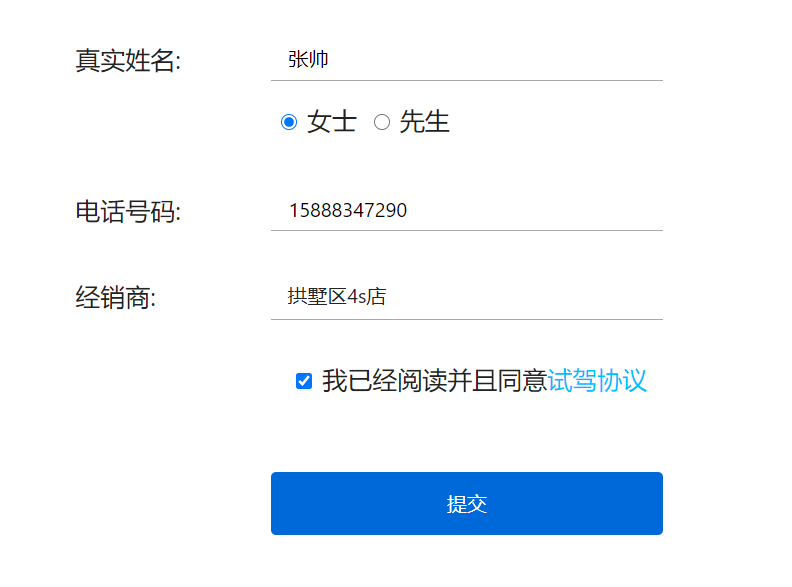 真实姓名: 张帅
女士 先生
电话号码: 15888347290
经销商: 拱墅区4s店
我已经阅读并且同意试驾协议
提交